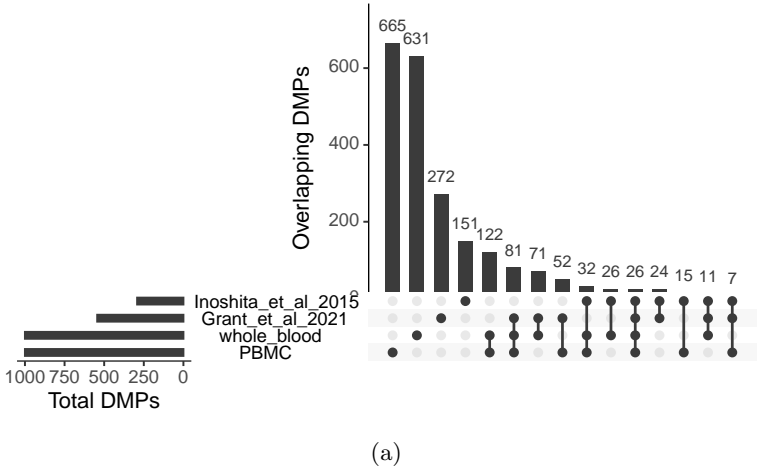 665
631
272
151
122
81
71
52
32
26
26
24
15
11
7
600
400
200
0
Overlapping DMPs
Inoshita_et_al_2015
Grant_et_al_2021
whole_blood
PBMC
1000 750 500 250 0
Total DMPs
(a)